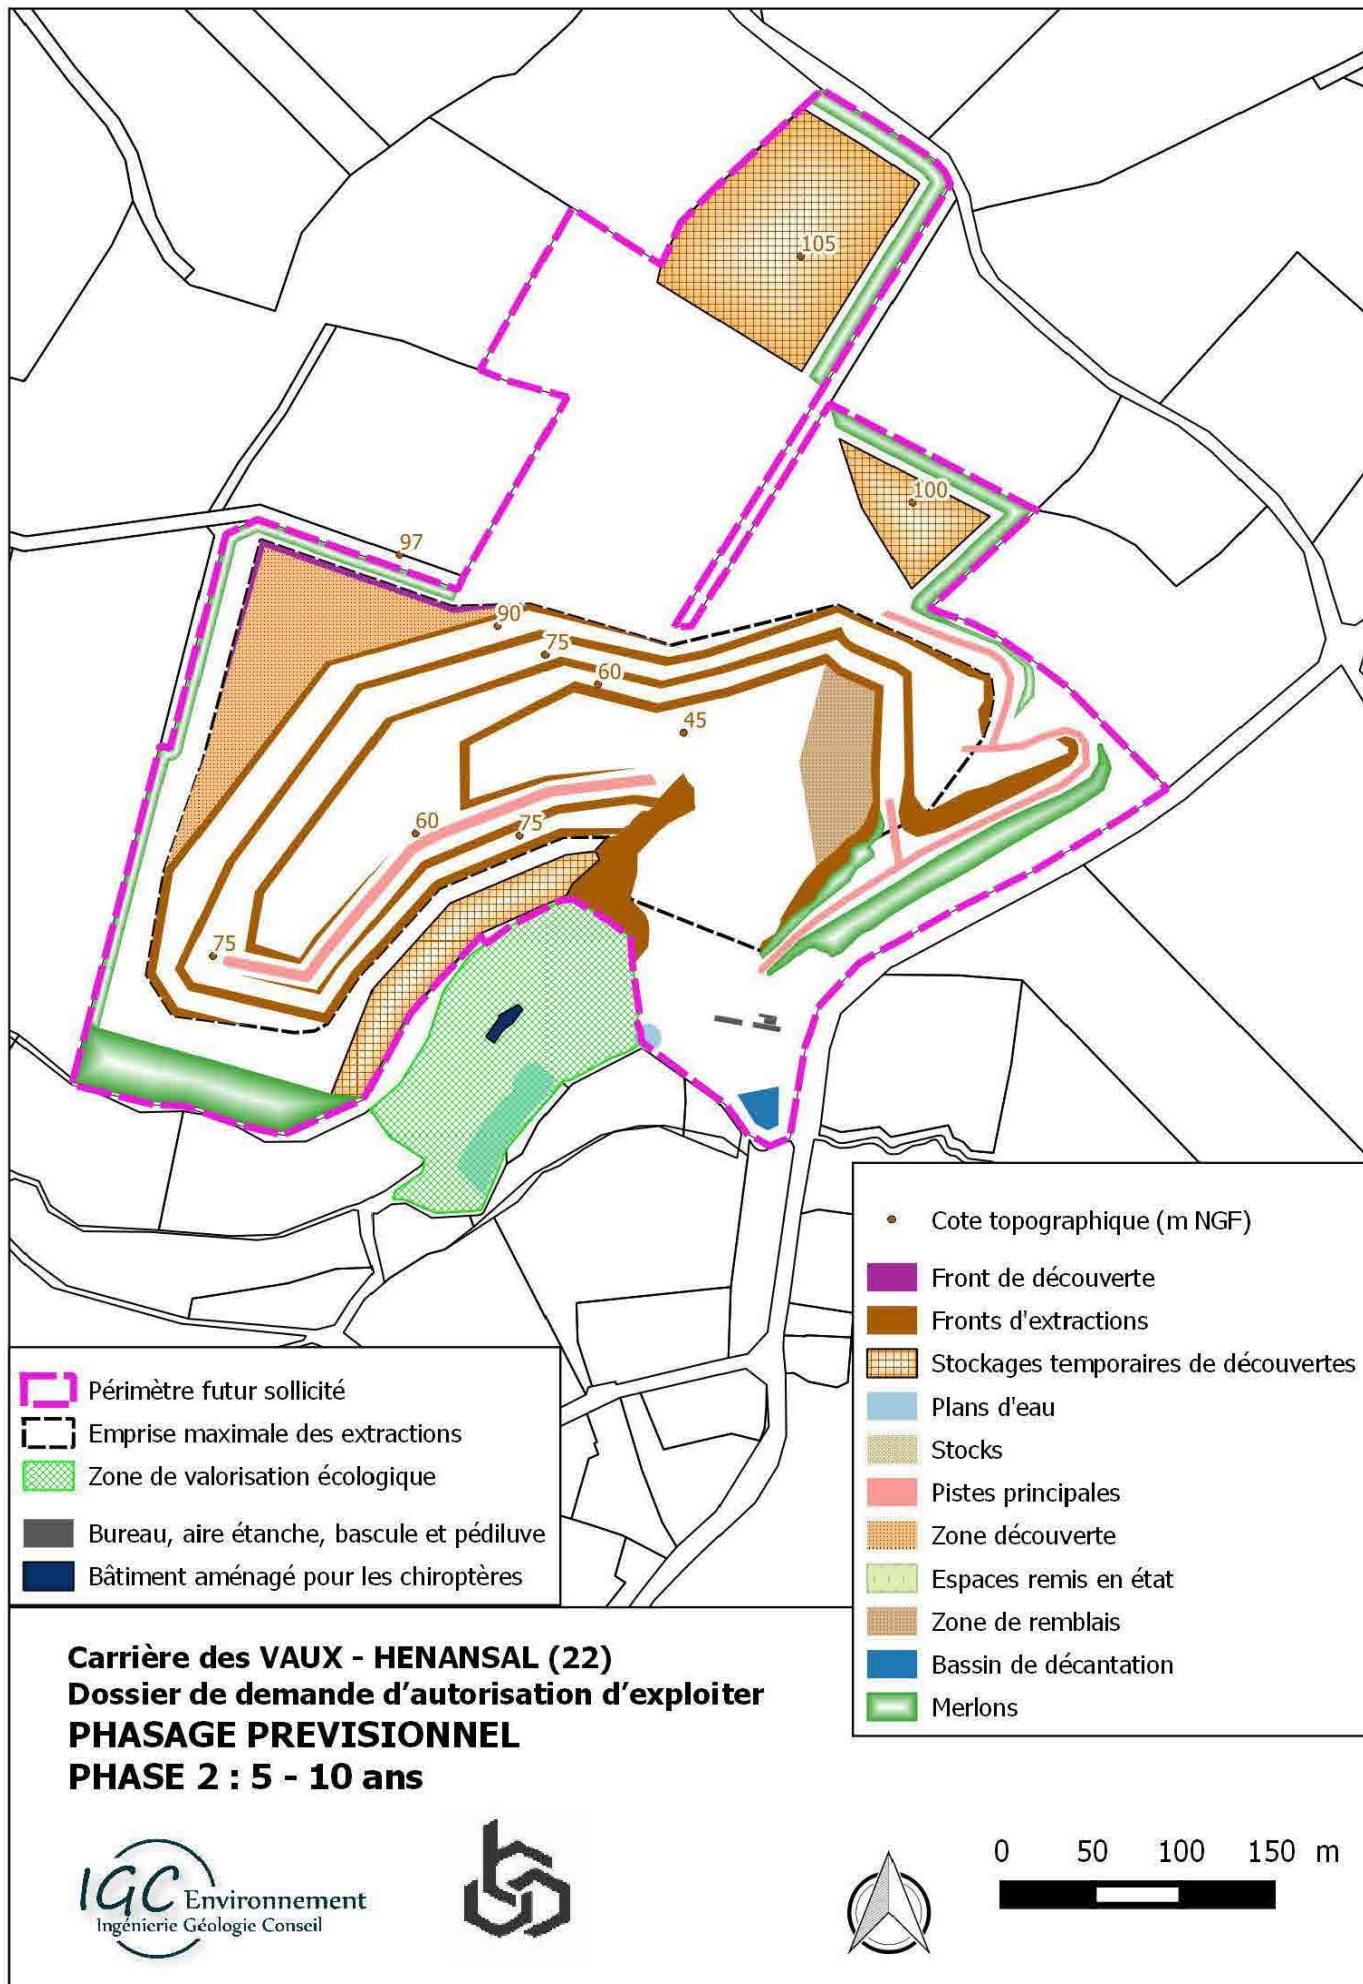 105
100
97
90
75
60
45
60
75
75
Cote topographique (m NGF)
Front de découverte
Fronts d'extractions
Stockages temporaires de découvertes
Plans d'eau
Stocks
Pistes principales
Zone découverte
Espaces remis en état
Zone de remblais
Bassin de décantation
Merlons
Périmètre futur sollicité
Emprise maximale des extractions
Zone de valorisation écologique
Bureau, aire étanche, bascule et pédiluve
Bâtiment aménagé pour les chiroptères
Carrière des VAUX - HENANSAL (22)
Dossier de demande d'autorisation d'exploiter
PHASAGE PREVISIONNEL
PHASE 2 : 5 - 10 ans
IGC Environnement
Ingénierie Géologie Conseil
0 50 100 150 m